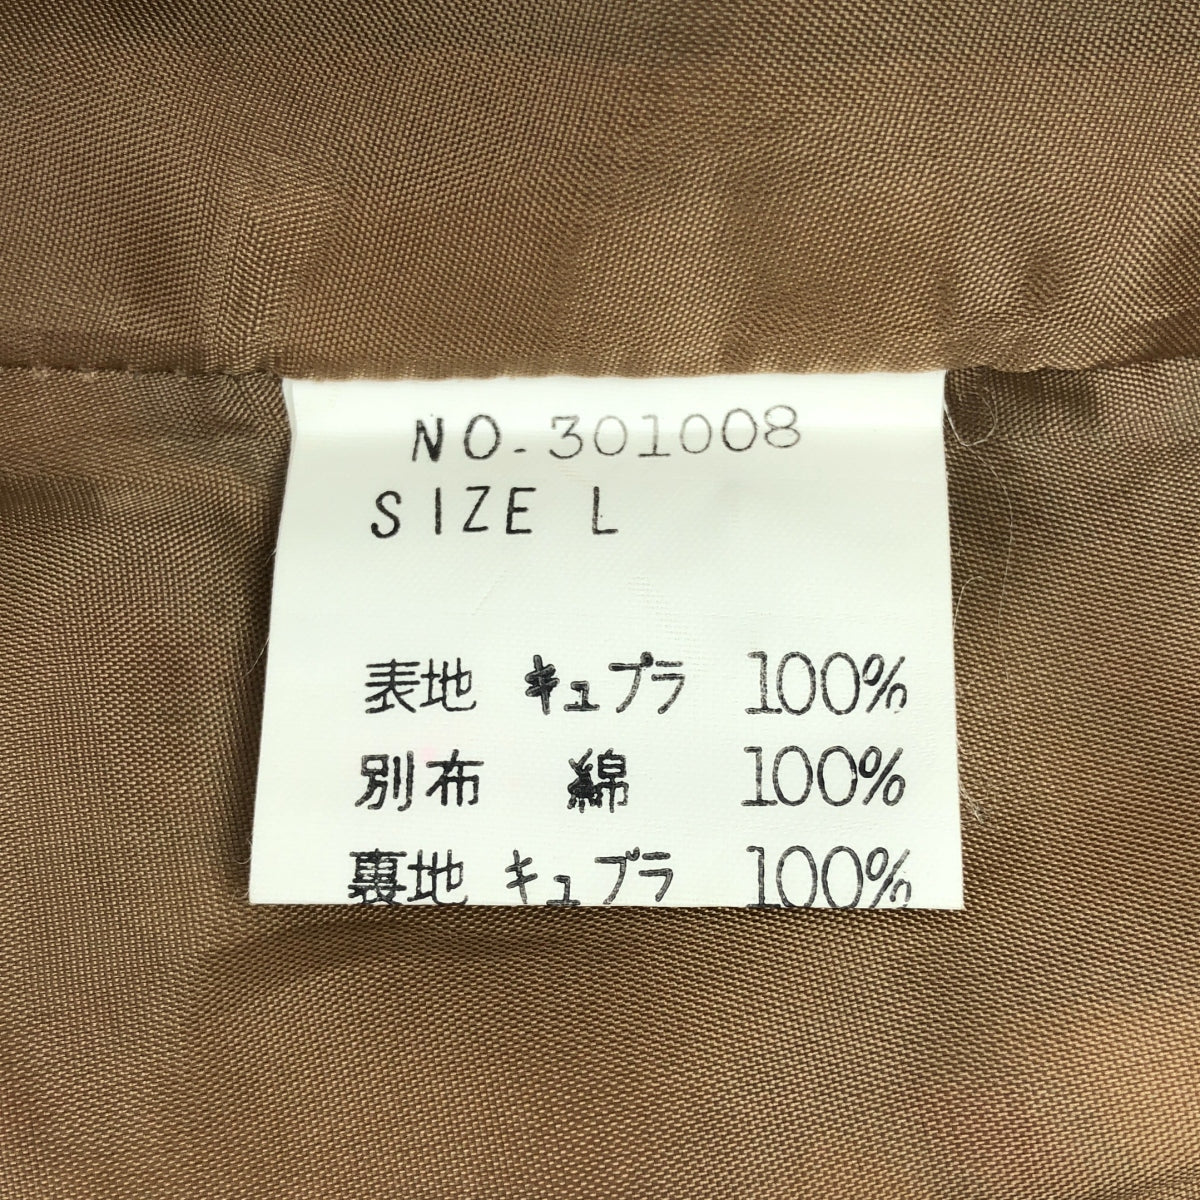 NO.301008
SIZE L
表地 キュプラ 100%
別布 綿 100%
裏地 キュプラ 100%